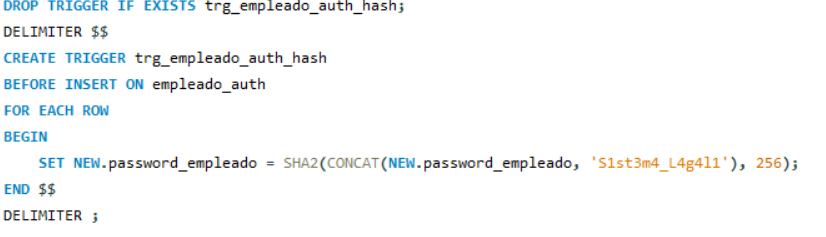 DROP TRIGGER IF EXISTS trg_empleado_auth_hash;
DELIMITER $$
CREATE TRIGGER trg_empleado_auth_hash
BEFORE INSERT ON empleado_auth
FOR EACH ROW
BEGIN
    SET NEW.password_empleado = SHA2(CONCAT(NEW.password_empleado, 'S1st3m4_L4g4l1'), 256);
END $$
DELIMITER ;